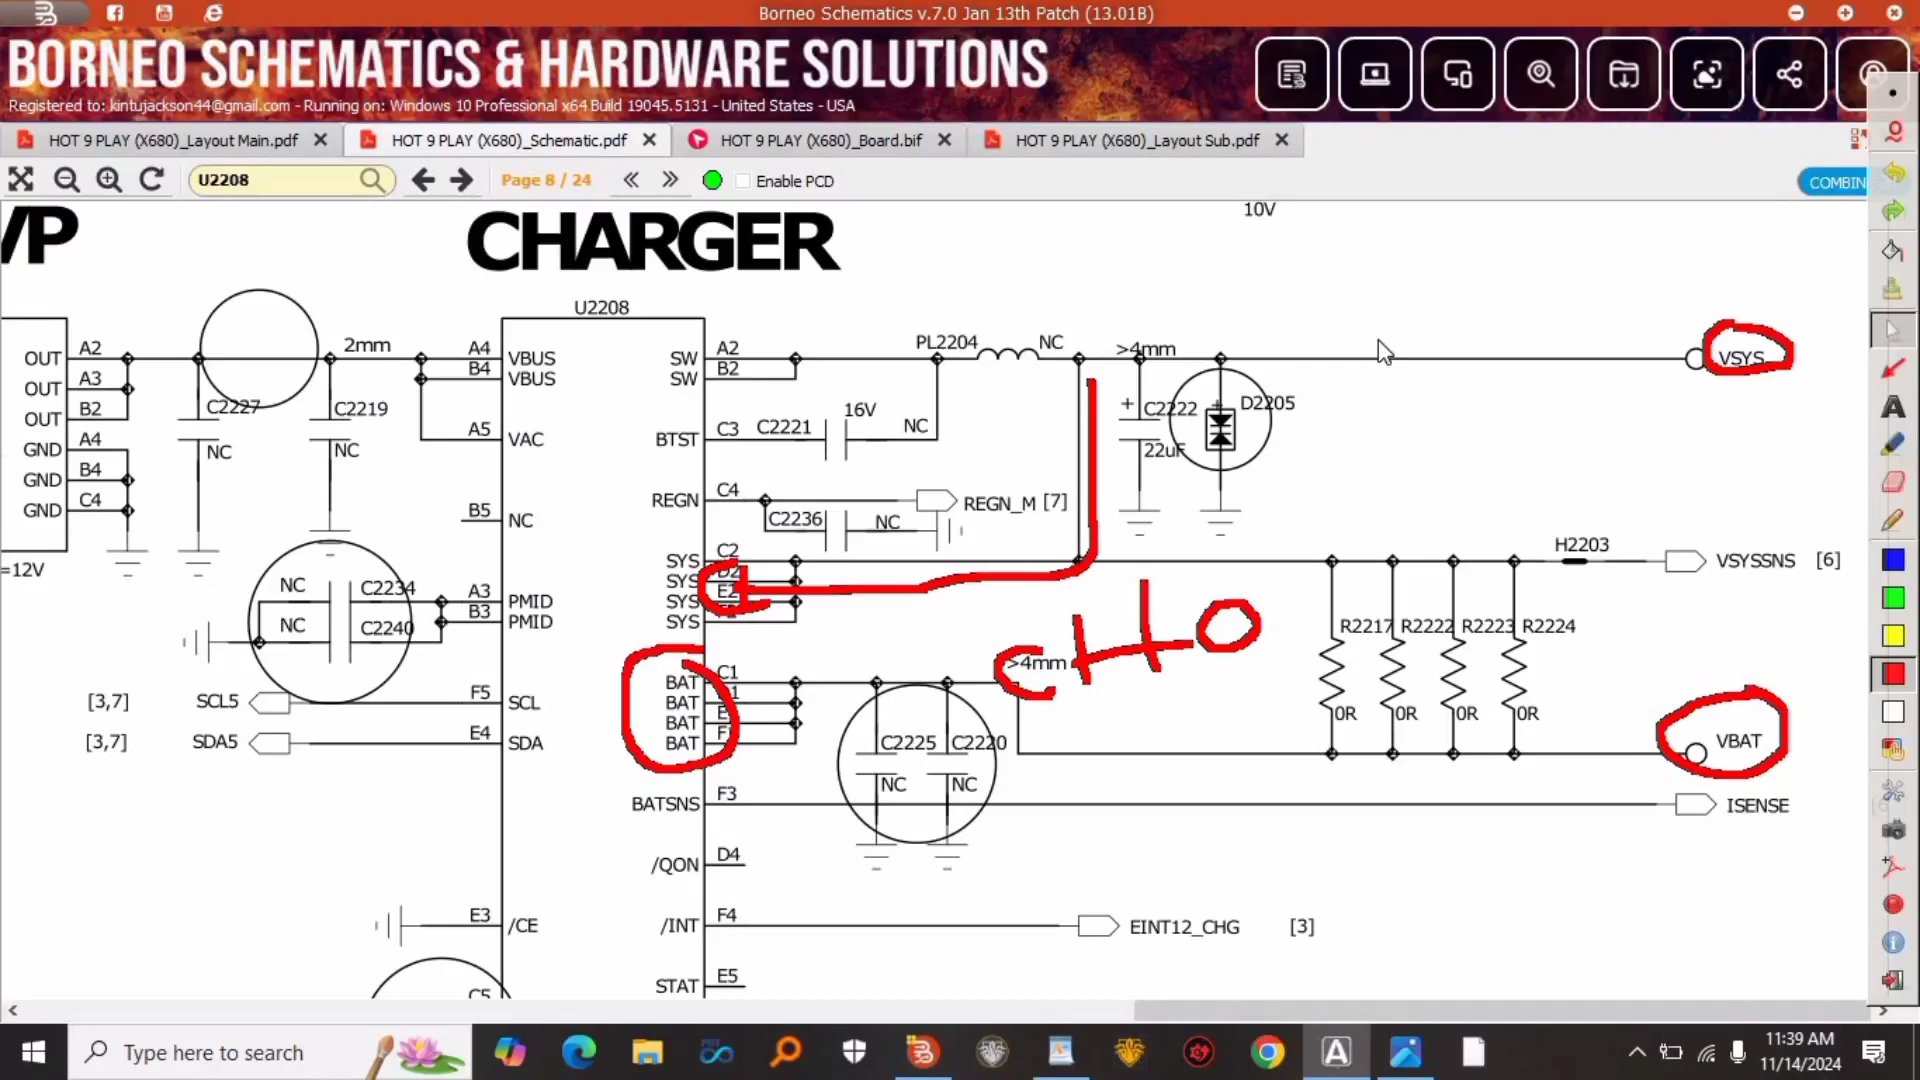 Borneo Schematics v.7.0 Jan 13th Patch (13.01B)
BORNEO SCHEMATICS & HARDWARE SOLUTIONS
Registered to: kintujackson44@gmail.com - Running on: Windows 10 Professional x64 Build 19045.5131 - United States - USA
HOT 9 PLAY (X680)_Layout Main.pdf
HOT 9 PLAY (X680)_Schematic.pdf
HOT 9 PLAY (X680)_Board.bif
HOT 9 PLAY (X680)_Layout Sub.pdf
U2208
Page 8 / 24
Enable PCD
COMBIN
VP
CHARGER
10V
U2208
OUT A2
2mm
A4 VBUS
SW A2
PL2204
NC
>4mm
VSYS
OUT A3
B4 VBUS
SW B2
OUT B2
C2227
C2219
16V
C2222
D2205
GND A4
NC
NC
A5 VAC
BTST C3
C2221
NC
22uF
GND B4
GND C4
B5 NC
REGN C4
REGN_M [7]
C2236
NC
=12V
SYS C2
H2203
VSYSSNS [6]
SYS D2
NC
C2234
A3 PMID
SYS E2
NC
C2240
B3 PMID
SYS
R2217
R2222
R2223
R2224
>4mm
BAT C1
[3,7]
SCL5
F5 SCL
BAT
BAT
0R
0R
0R
0R
[3,7]
SDA5
E4 SDA
BAT
C2225
C2220
VBAT
NC
NC
BATSNS F3
ISENSE
/QON D4
E3 /CE
/INT F4
EINT12_CHG [3]
STAT E5
C5
Type here to search
11:39 AM
11/14/2024